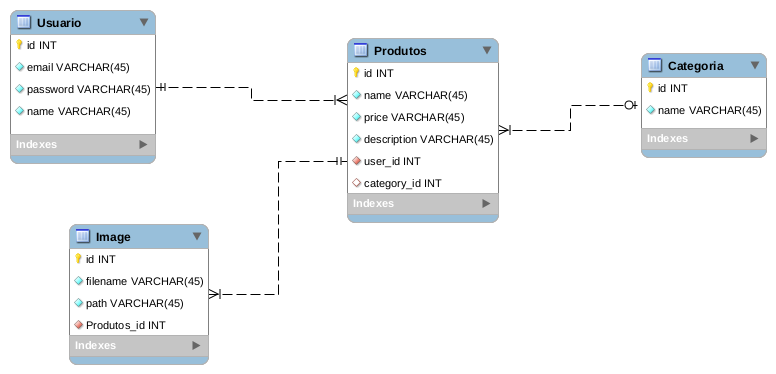 Usuario
id INT
email VARCHAR(45)
password VARCHAR(45)
name VARCHAR(45)
Indexes
Produtos
id INT
name VARCHAR(45)
price VARCHAR(45)
description VARCHAR(45)
user_id INT
category_id INT
Indexes
Categoria
id INT
name VARCHAR(45)
Indexes
Image
id INT
filename VARCHAR(45)
path VARCHAR(45)
Produtos_id INT
Indexes